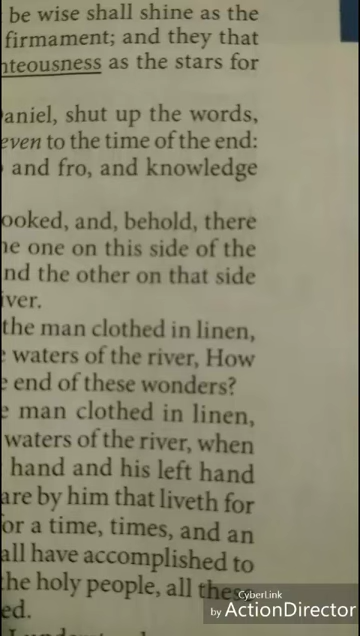 be wise shall shine as the
firmament; and they that
hteousness as the stars for
aniel, shut up the words,
even to the time of the end:
and fro, and knowledge
ooked, and, behold, there
ne one on this side of the
nd the other on that side
iver.
the man clothed in linen,
waters of the river, How
end of these wonders?
man clothed in linen,
waters of the river, when
hand and his left hand
are by him that liveth for
or a time, times, and an
all have accomplished to
the holy people, all these
ed.
CyberLink
by ActionDirector